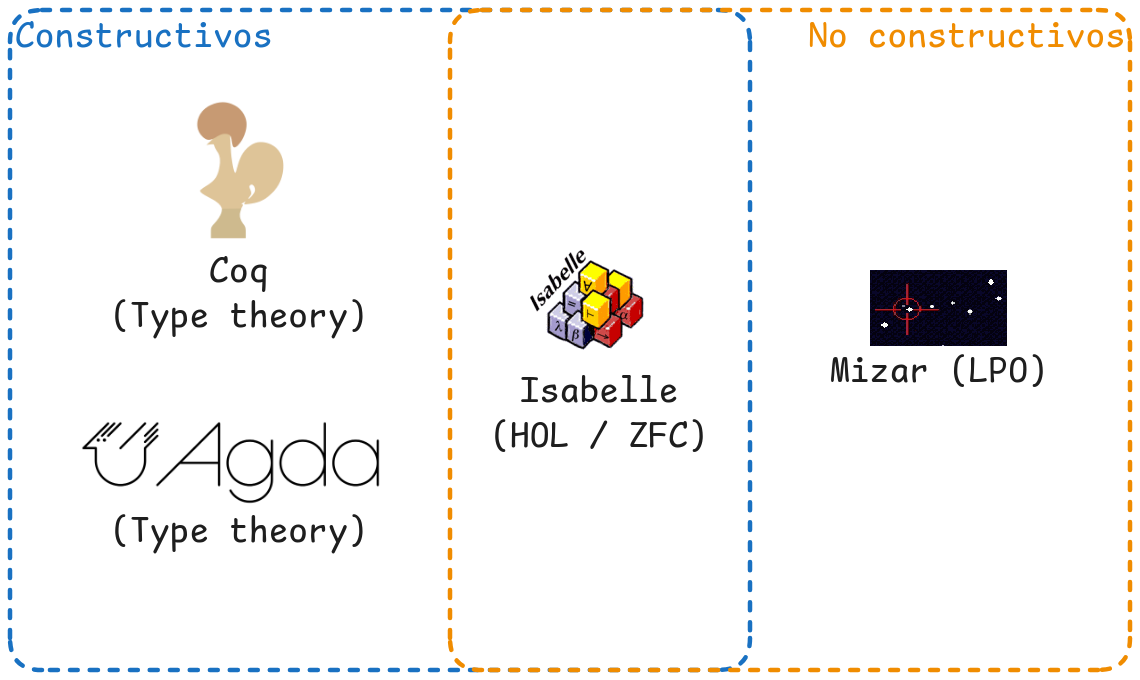 Constructivos
No constructivos
Coq
(Type theory)
Agda
(Type theory)
Isabelle
Isabelle
(HOL / ZFC)
Mizar (LPO)